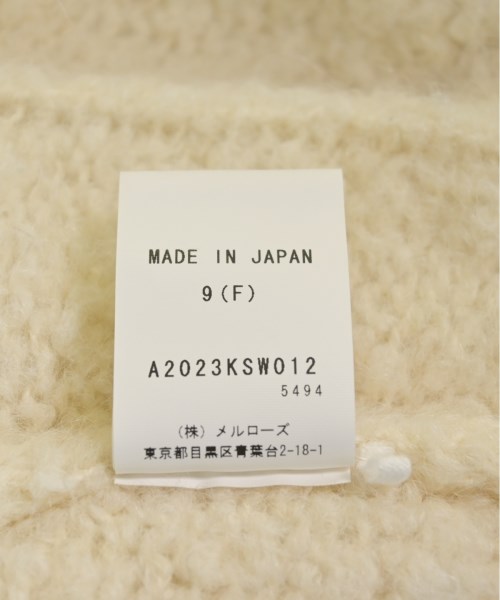 MADE IN JAPAN
9(F)
A2023KSW012
5494
(株)メルローズ
東京都目黒区青葉台2-18-1